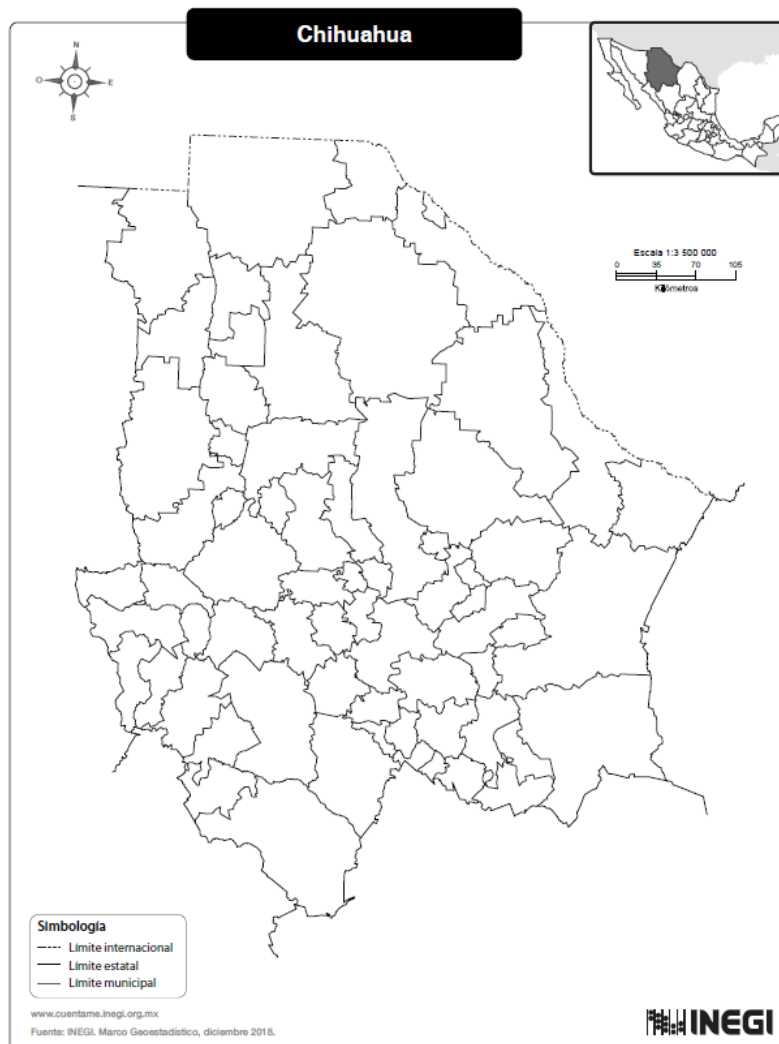 Chihuahua
N
O E
S
Escala 1:3 500 000
0 35 70 105
Kilómetros
Simbología
Límite internacional
Límite estatal
Límite municipal
www.cuentame.inegi.org.mx
Fuente: INEGI. Marco Geoestadístico, diciembre 2018.
INEGI